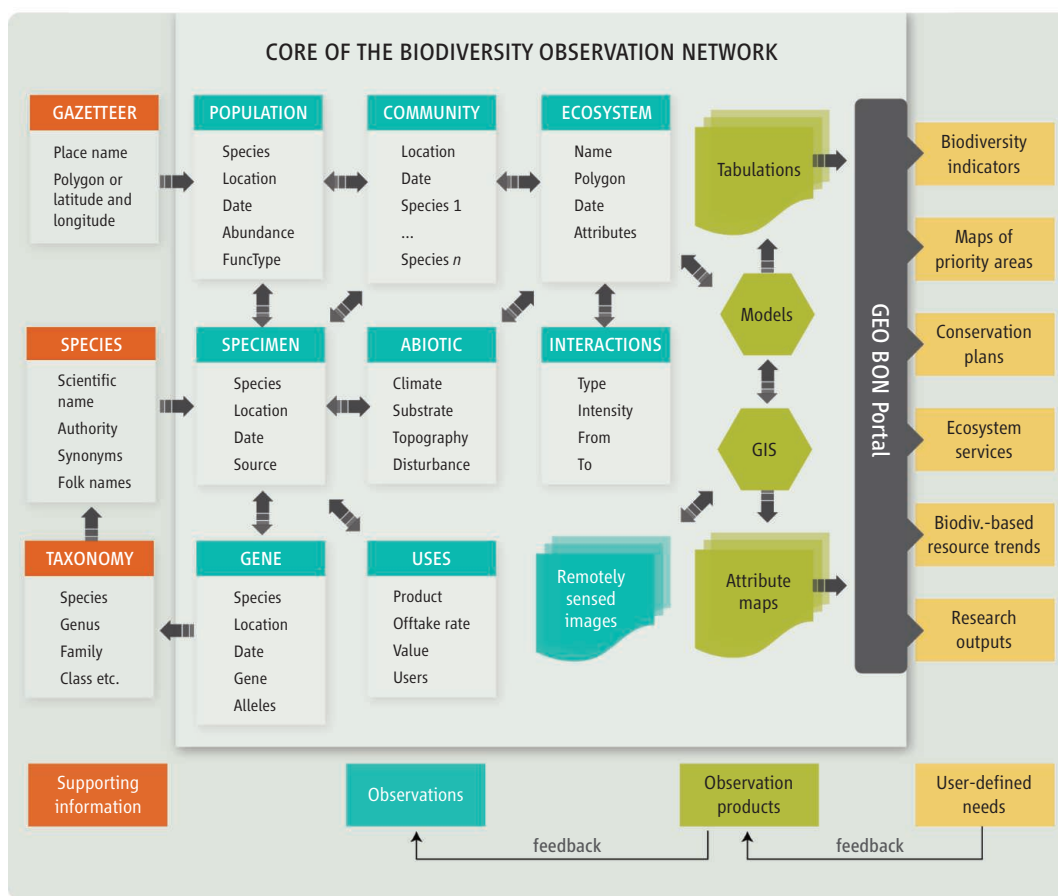 CORE OF THE BIODIVERSITY OBSERVATION NETWORK
GAZETTEER
Place name
Polygon or
latitude and
longitude
POPULATION
Species
Location
Date
Abundance
FuncType
COMMUNITY
Location
Date
Species 1
...
Species n
ECOSYSTEM
Name
Polygon
Date
Attributes
Tabulations
Models
GIS
Attribute
maps
SPECIES
Scientific
name
Authority
Synonyms
Folk names
SPECIMEN
Species
Location
Date
Source
ABIOTIC
Climate
Substrate
Topography
Disturbance
INTERACTIONS
Type
Intensity
From
To
TAXONOMY
Species
Genus
Family
Class etc.
GENE
Species
Location
Date
Gene
Alleles
USES
Product
Offtake rate
Value
Users
Remotely
sensed
images
GEO BON Portal
Biodiversity
indicators
Maps of
priority areas
Conservation
plans
Ecosystem
services
Biodiv.-based
resource trends
Research
outputs
Supporting
information
Observations
Observation
products
User-defined
needs
feedback
feedback